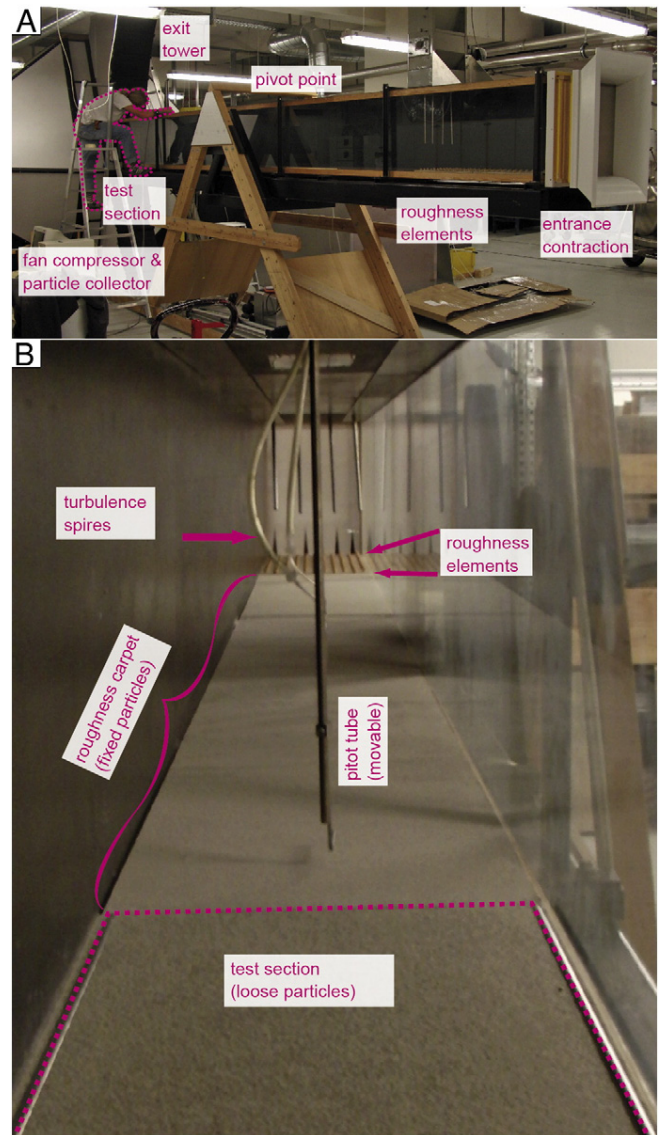 A
exit
tower
pivot point
test
section
roughness
elements
entrance
contraction
fan compressor &
particle collector
B
turbulence
spires
roughness
elements
roughness carpet
(fixed particles)
pitot tube
(movable)
test section
(loose particles)